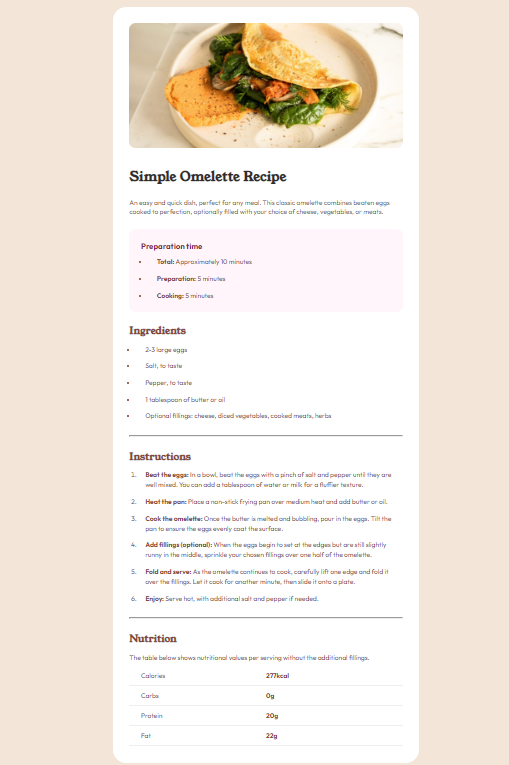 Simple Omelette Recipe
An easy and quick dish, perfect for any meal. This classic omelette combines beaten eggs
cooked to perfection, optionally filled with your choice of cheese, vegetables, or meats.
Preparation time
• Total: Approximately 10 minutes
• Preparation: 5 minutes
• Cooking: 5 minutes
Ingredients
• 2-3 large eggs
• Salt, to taste
• Pepper, to taste
• 1 tablespoon of butter or oil
• Optional fillings: cheese, diced vegetables, cooked meats, herbs
Instructions
1. Beat the eggs: In a bowl, beat the eggs with a pinch of salt and pepper until they are
well mixed. You can add a tablespoon of water or milk for a fluffier texture.
2. Heat the pan: Place a non-stick frying pan over medium heat and add butter or oil.
3. Cook the omelette: Once the butter is melted and bubbling, pour in the eggs. Tilt the
pan to ensure the eggs evenly coat the surface.
4. Add fillings (optional): When the eggs begin to set at the edges but are still slightly
runny in the middle, sprinkle your chosen fillings over one half of the omelette.
5. Fold and serve: As the omelette continues to cook, carefully lift one edge and fold it
over the fillings. Let it cook for another minute, then slide it onto a plate.
6. Enjoy: Serve hot, with additional salt and pepper if needed.
Nutrition
The table below shows nutritional values per serving without the additional fillings.
Calories 277kcal
Carbs 0g
Protein 20g
Fat 22g